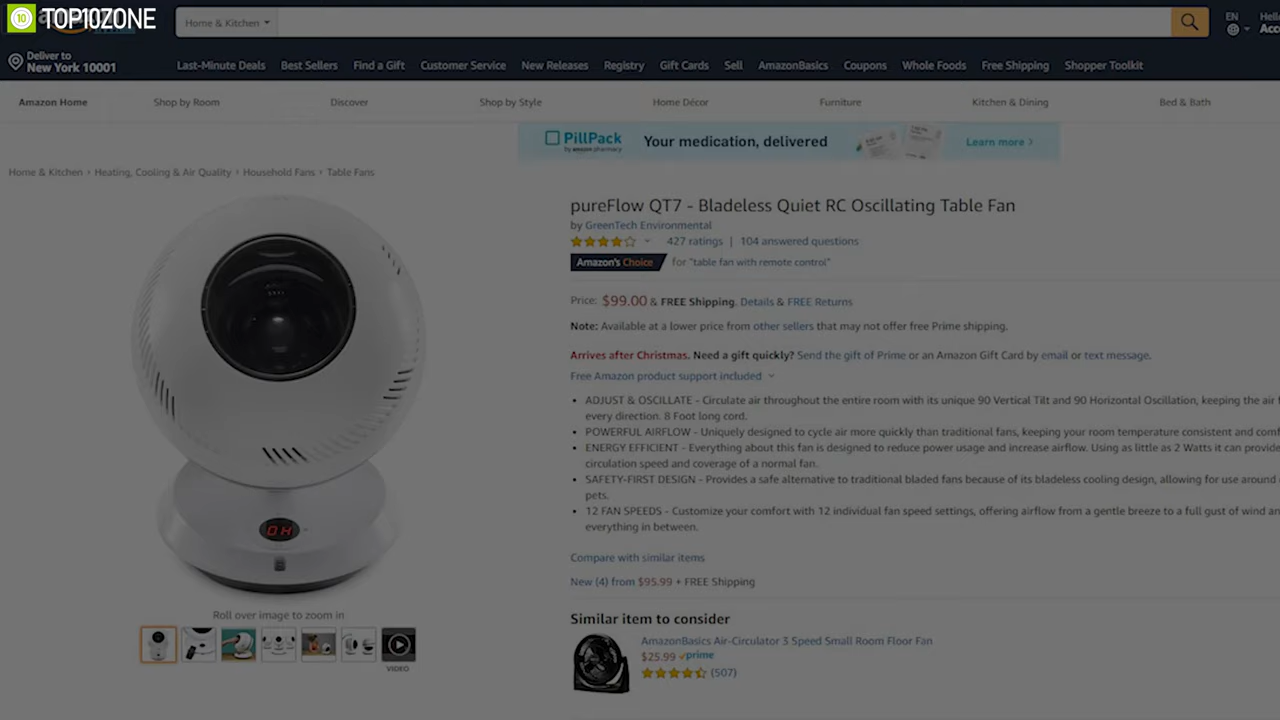 10 TOP10ZONE
Home & Kitchen
EN
Deliver to
New York 10001
Last-Minute Deals Best Sellers Find a Gift Customer Service New Releases Registry Gift Cards Sell AmazonBasics Coupons Whole Foods Free Shipping Shopper Toolkit
Amazon Home Shop by Room Discover Shop by Style Home Décor Furniture Kitchen & Dining Bed & Bath
PillPack
by amazon pharmacy
Your medication, delivered
Learn more ›
Home & Kitchen › Heating, Cooling & Air Quality › Household Fans › Table Fans
pureFlow QT7 - Bladeless Quiet RC Oscillating Table Fan
by GreenTech Environmental
427 ratings | 104 answered questions
Amazon's Choice for "table fan with remote control"
Price: $99.00 & FREE Shipping. Details & FREE Returns
Note: Available at a lower price from other sellers that may not offer free Prime shipping.
Arrives after Christmas. Need a gift quickly? Send the gift of Prime or an Amazon Gift Card by email or text message.
Free Amazon product support included
• ADJUST & OSCILLATE - Circulate air throughout the entire room with its unique 90 Vertical Tilt and 90 Horizontal Oscillation, keeping the air
every direction. 8 Foot long cord.
• POWERFUL AIRFLOW - Uniquely designed to cycle air more quickly than traditional fans, keeping your room temperature consistent and
• ENERGY EFFICIENT - Everything about this fan is designed to reduce power usage and increase airflow. Using as little as 2 Watts it can
circulation speed and coverage of a normal fan.
• SAFETY-FIRST DESIGN - Provides a safe alternative to traditional bladed fans because of its bladeless cooling design, allowing for use around
pets.
• 12 FAN SPEEDS - Customize your comfort with 12 individual fan speed settings, offering airflow from a gentle breeze to a full gust of wind
everything in between.
Compare with similar items
New (4) from $95.99 + FREE Shipping
Roll over image to zoom in
VIDEO
Similar item to consider
AmazonBasics Air-Circulator 3 Speed Small Room Floor Fan
$25.99 prime
(507)